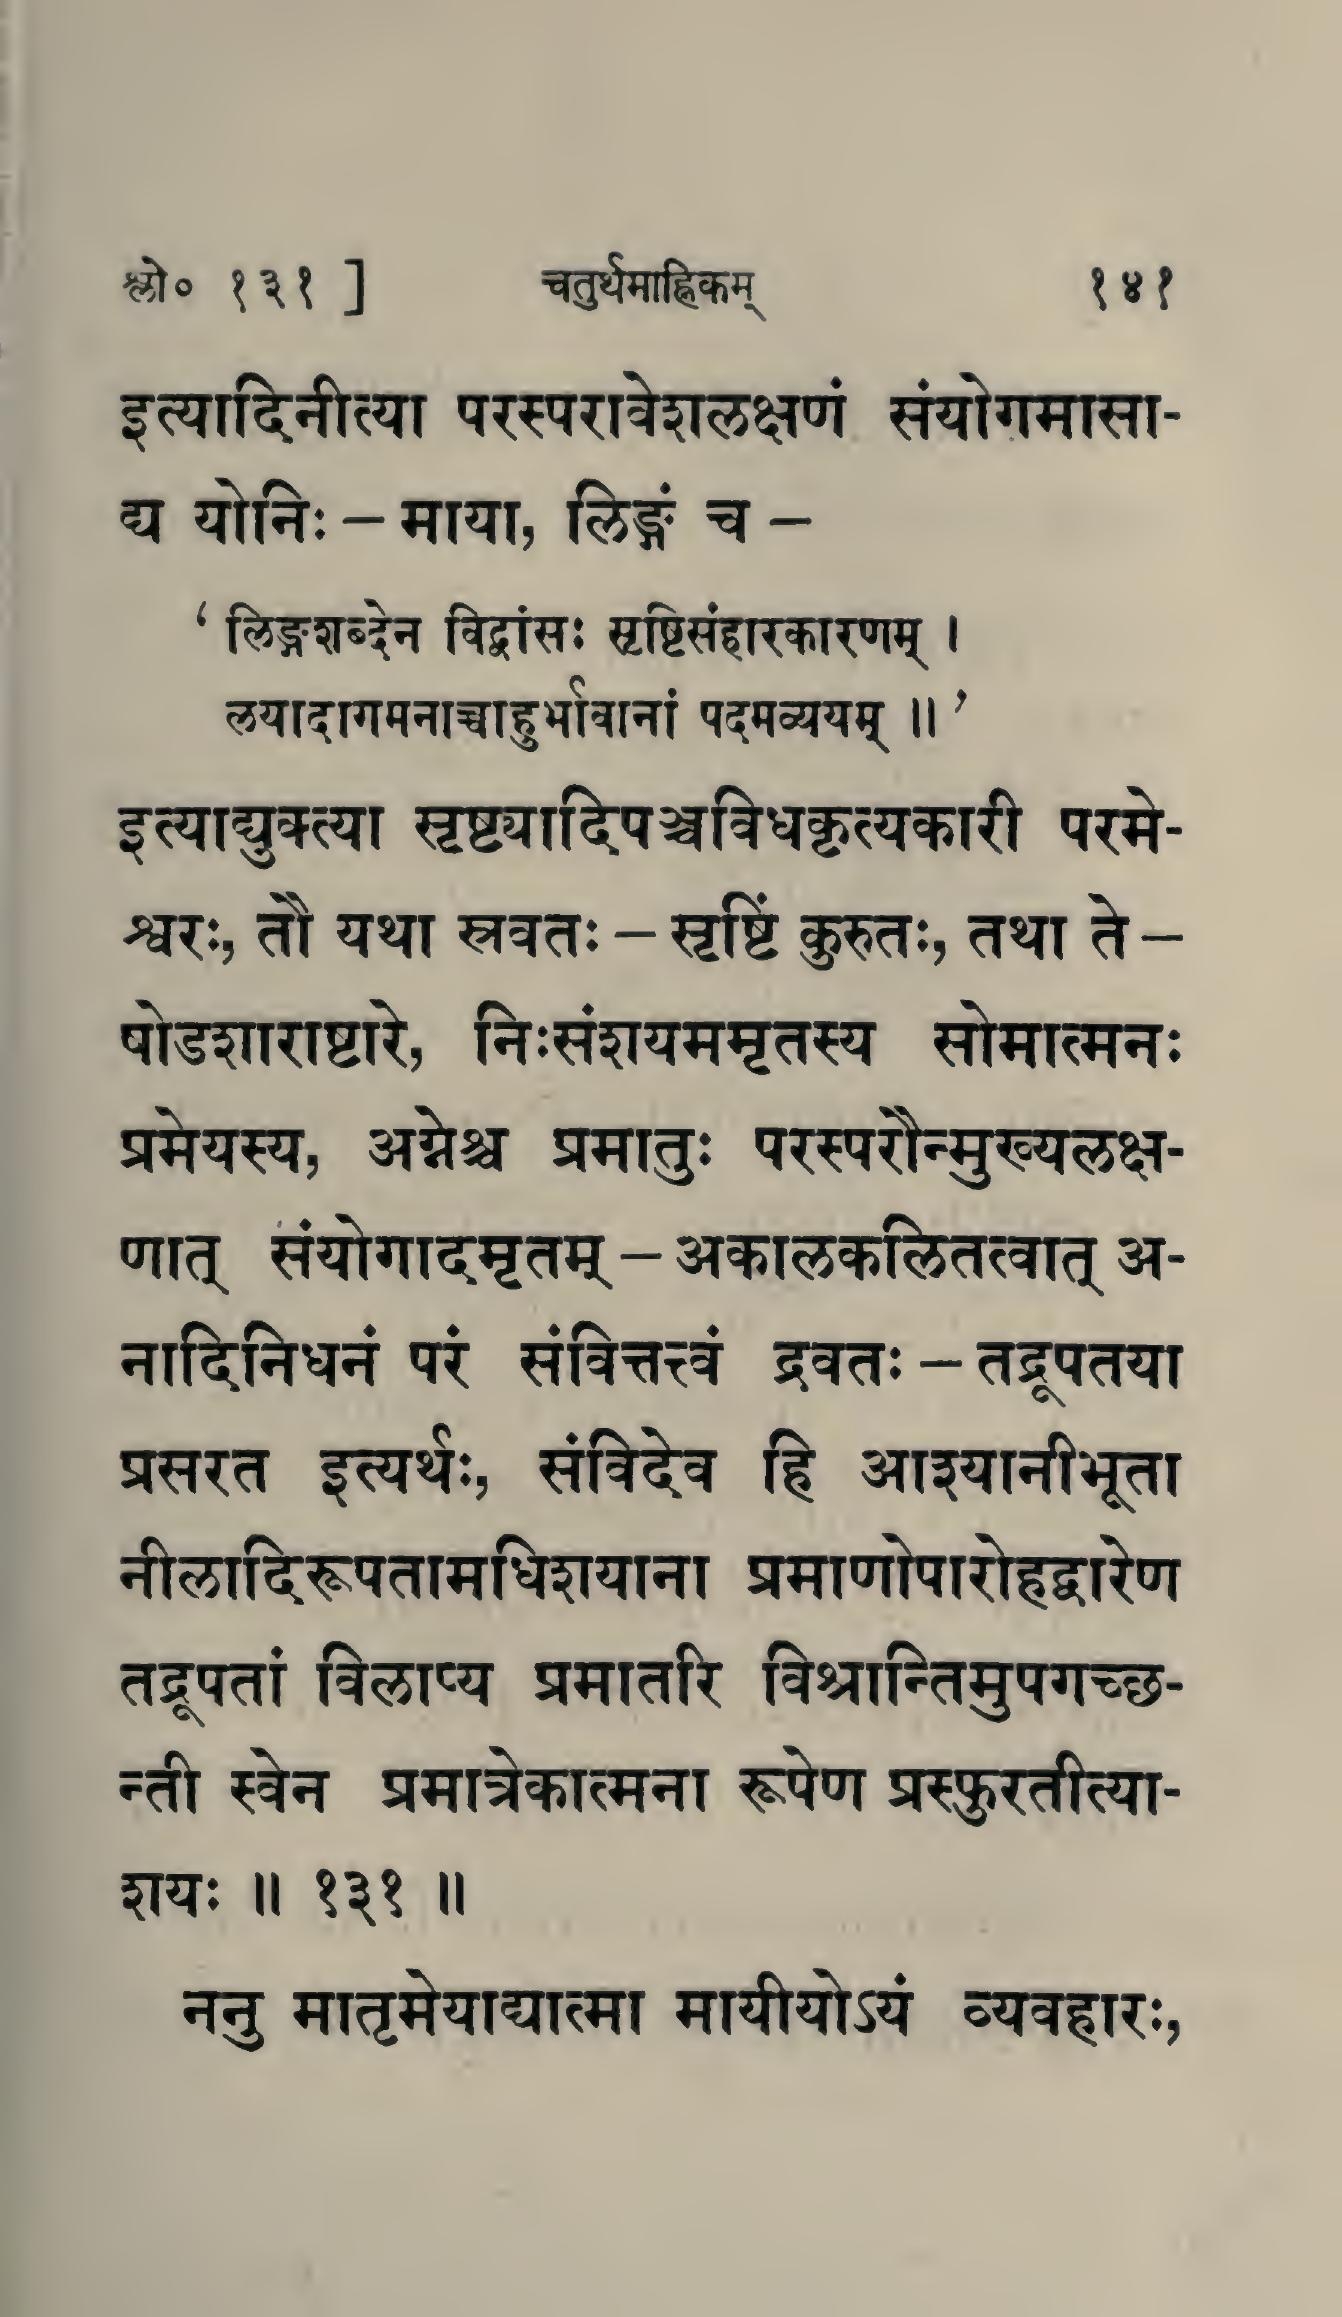 श्लो० १३१ ] चतुर्थमाह्निकम् १४१
इत्यादिनीत्या परस्परावेशलक्षणं संयोगमासा-
द्य योनिः – माया, लिङ्गं च –
‘ लिङ्गशब्देन विद्वांसः सृष्टिसंहारकारणम् ।
लयादागमनाच्चाहुर्भावानां पदमव्ययम् ॥ ’
इत्याद्युक्त्या सृष्ट्यादिपञ्चविधकृत्यकारी परमे-
श्वरः, तौ यथा स्रवतः – सृष्टिं कुरुतः, तथा ते –
षोडशाराष्टारे, निःसंशयममृतस्य सोमात्मनः
प्रमेयस्य, अग्नेश्च प्रमातुः परस्परौन्मुख्यलक्ष-
णात् संयोगादमृतम् – अकालकलितत्वात् अ-
नादिनिधनं परं संवित्तत्त्वं द्रवतः – तद्रूपतया
प्रसरत इत्यर्थः, संविदेव हि आश्यानीभूता
नीलादिरूपतामधिशयाना प्रमाणोपारोहद्वारेण
तद्रूपतां विलाप्य प्रमातरि विश्रान्तिमुपगच्छ-
न्ती स्वेन प्रमात्रेकात्मना रूपेण प्रस्फुरतीत्या-
शयः ॥ १३१ ॥
ननु मातृमेयाद्यात्मा मायीयोऽयं व्यवहारः,